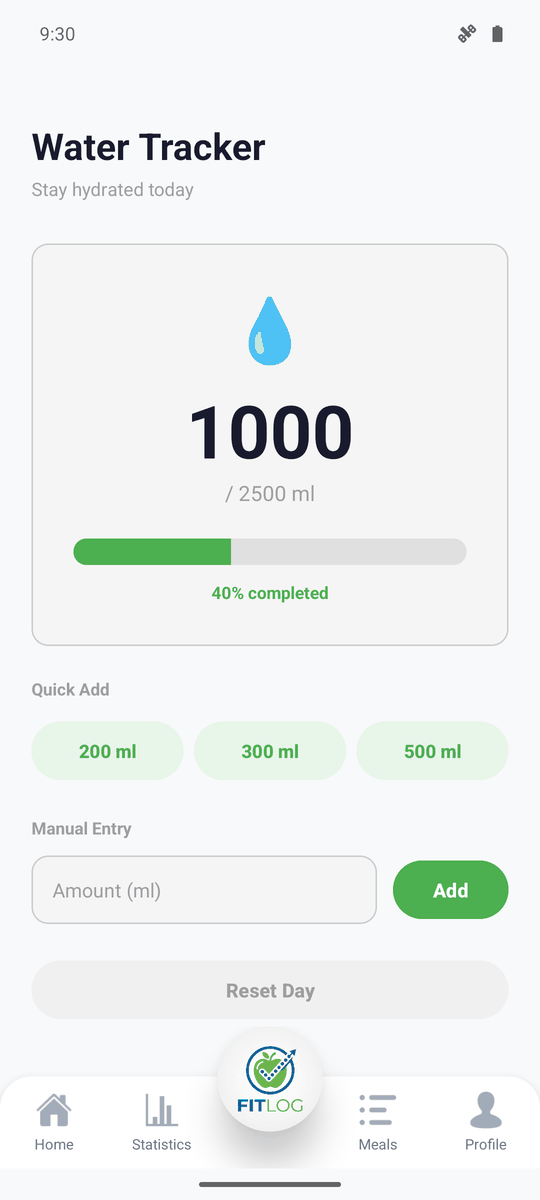 9:30
Water Tracker
Stay hydrated today
1000
/ 2500 ml
40% completed
Quick Add
200 ml 300 ml 500 ml
Manual Entry
Amount (ml) Add
Reset Day
FITLOG
Home Statistics Meals Profile